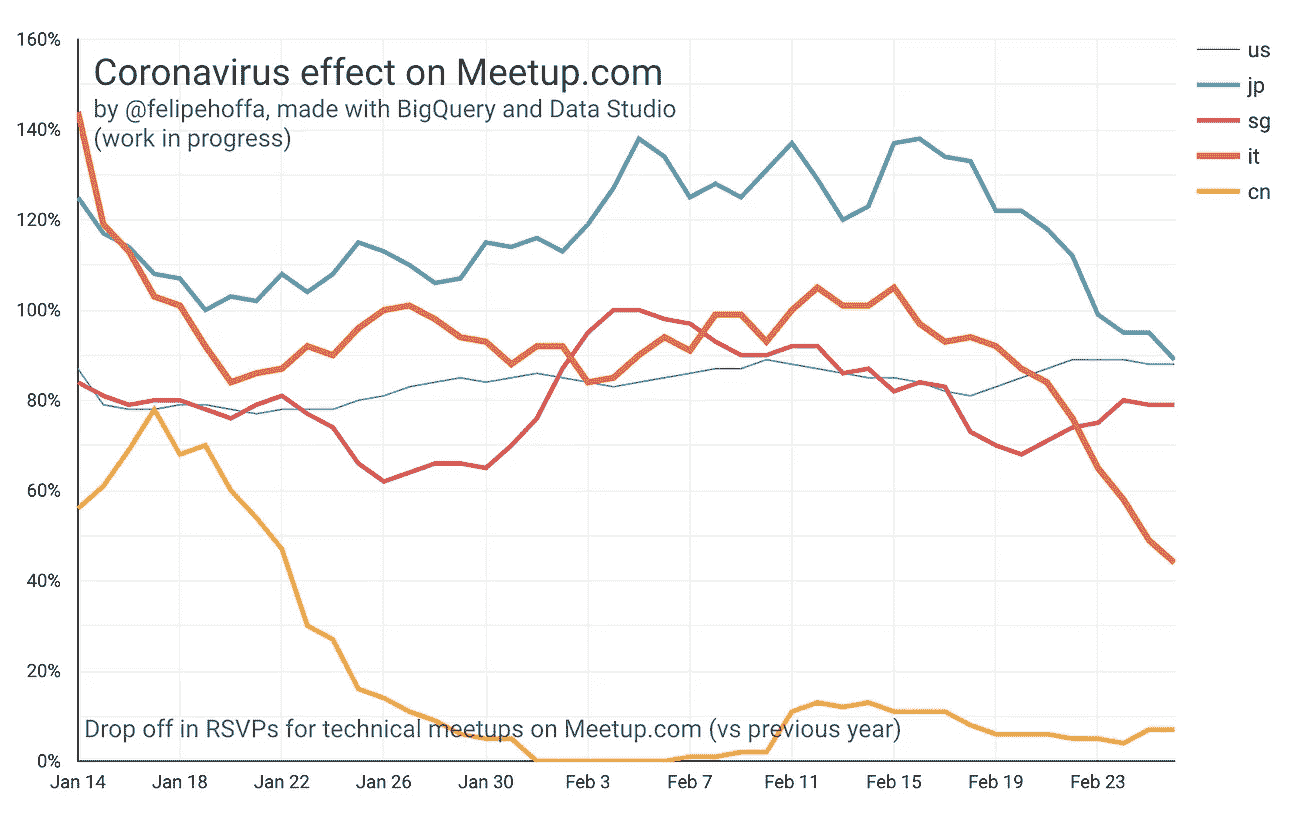 160%
140%
120%
100%
80%
60%
40%
20%
0%
Coronavirus effect on Meetup.com
by @felipehoffa, made with BigQuery and Data Studio
(work in progress)
us
jp
sg
it
cn
Drop off in RSVPs for technical meetups on Meetup.com (vs previous year)
Jan 14 Jan 18 Jan 22 Jan 26 Jan 30 Feb 3 Feb 7 Feb 11 Feb 15 Feb 19 Feb 23